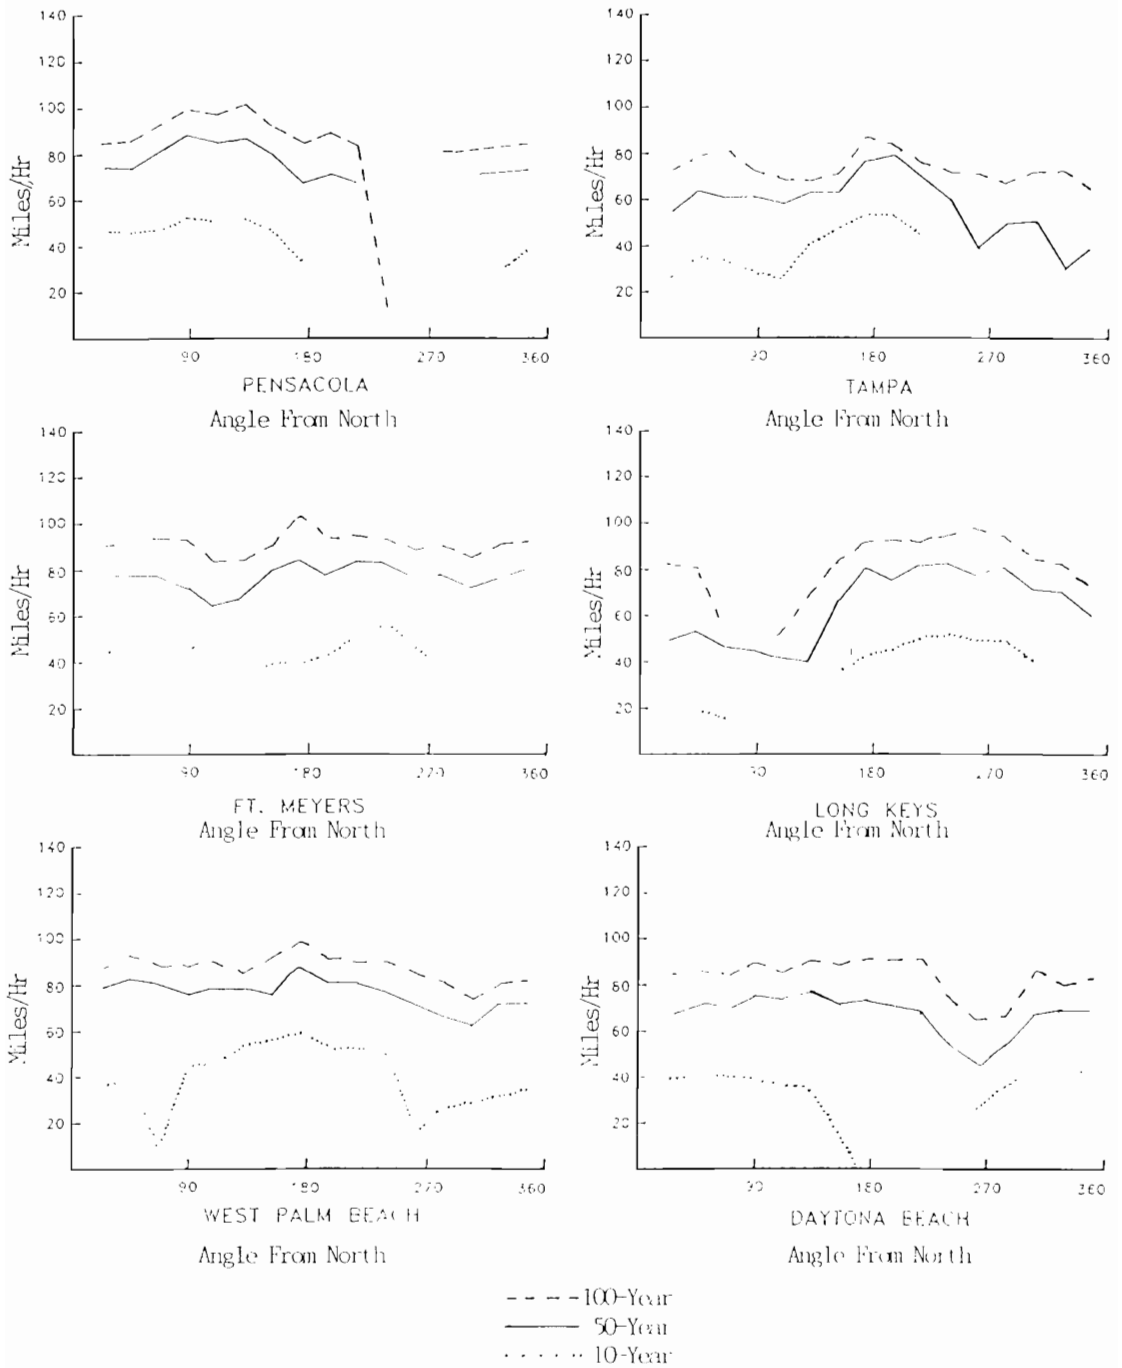 140
120
100
80
60
40
20
Miles/Hr
90 180 270 360
PENSACOLA
Angle From North
140
120
100
80
60
40
20
Miles/Hr
90 180 270 360
TAMPA
Angle From North
140
120
100
80
60
40
20
Miles/Hr
90 180 270 360
FT. MEYERS
Angle From North
140
120
100
80
60
40
20
Miles/Hr
90 180 270 360
LONG KEYS
Angle From North
140
120
100
80
60
40
20
Miles/Hr
90 180 270 360
WEST PALM BEACH
Angle From North
140
120
100
80
60
40
20
Miles/Hr
90 180 270 360
DAYTONA BEACH
Angle From North
100-Year
50-Year
10-Year